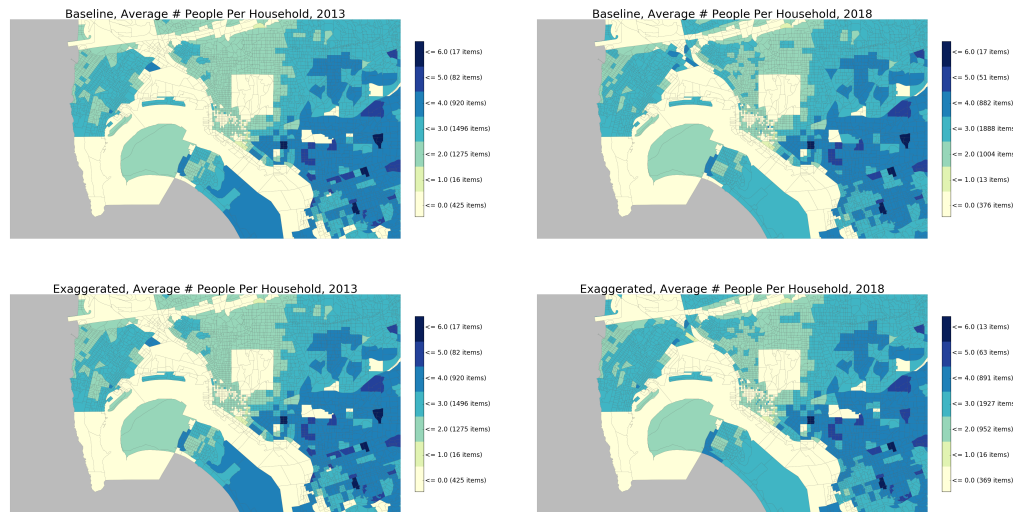 Baseline, Average # People Per Household, 2013
<= 6.0 (17 items)
<= 5.0 (82 items)
<= 4.0 (920 items)
<= 3.0 (1496 items)
<= 2.0 (1275 items)
<= 1.0 (16 items)
<= 0.0 (425 items)
Baseline, Average # People Per Household, 2018
<= 6.0 (17 items)
<= 5.0 (51 items)
<= 4.0 (882 items)
<= 3.0 (1888 items)
<= 2.0 (1004 items)
<= 1.0 (13 items)
<= 0.0 (376 items)
Exaggerated, Average # People Per Household, 2013
<= 6.0 (17 items)
<= 5.0 (82 items)
<= 4.0 (920 items)
<= 3.0 (1496 items)
<= 2.0 (1275 items)
<= 1.0 (16 items)
<= 0.0 (425 items)
Exaggerated, Average # People Per Household, 2018
<= 6.0 (13 items)
<= 5.0 (63 items)
<= 4.0 (891 items)
<= 3.0 (1927 items)
<= 2.0 (952 items)
<= 1.0 (16 items)
<= 0.0 (369 items)